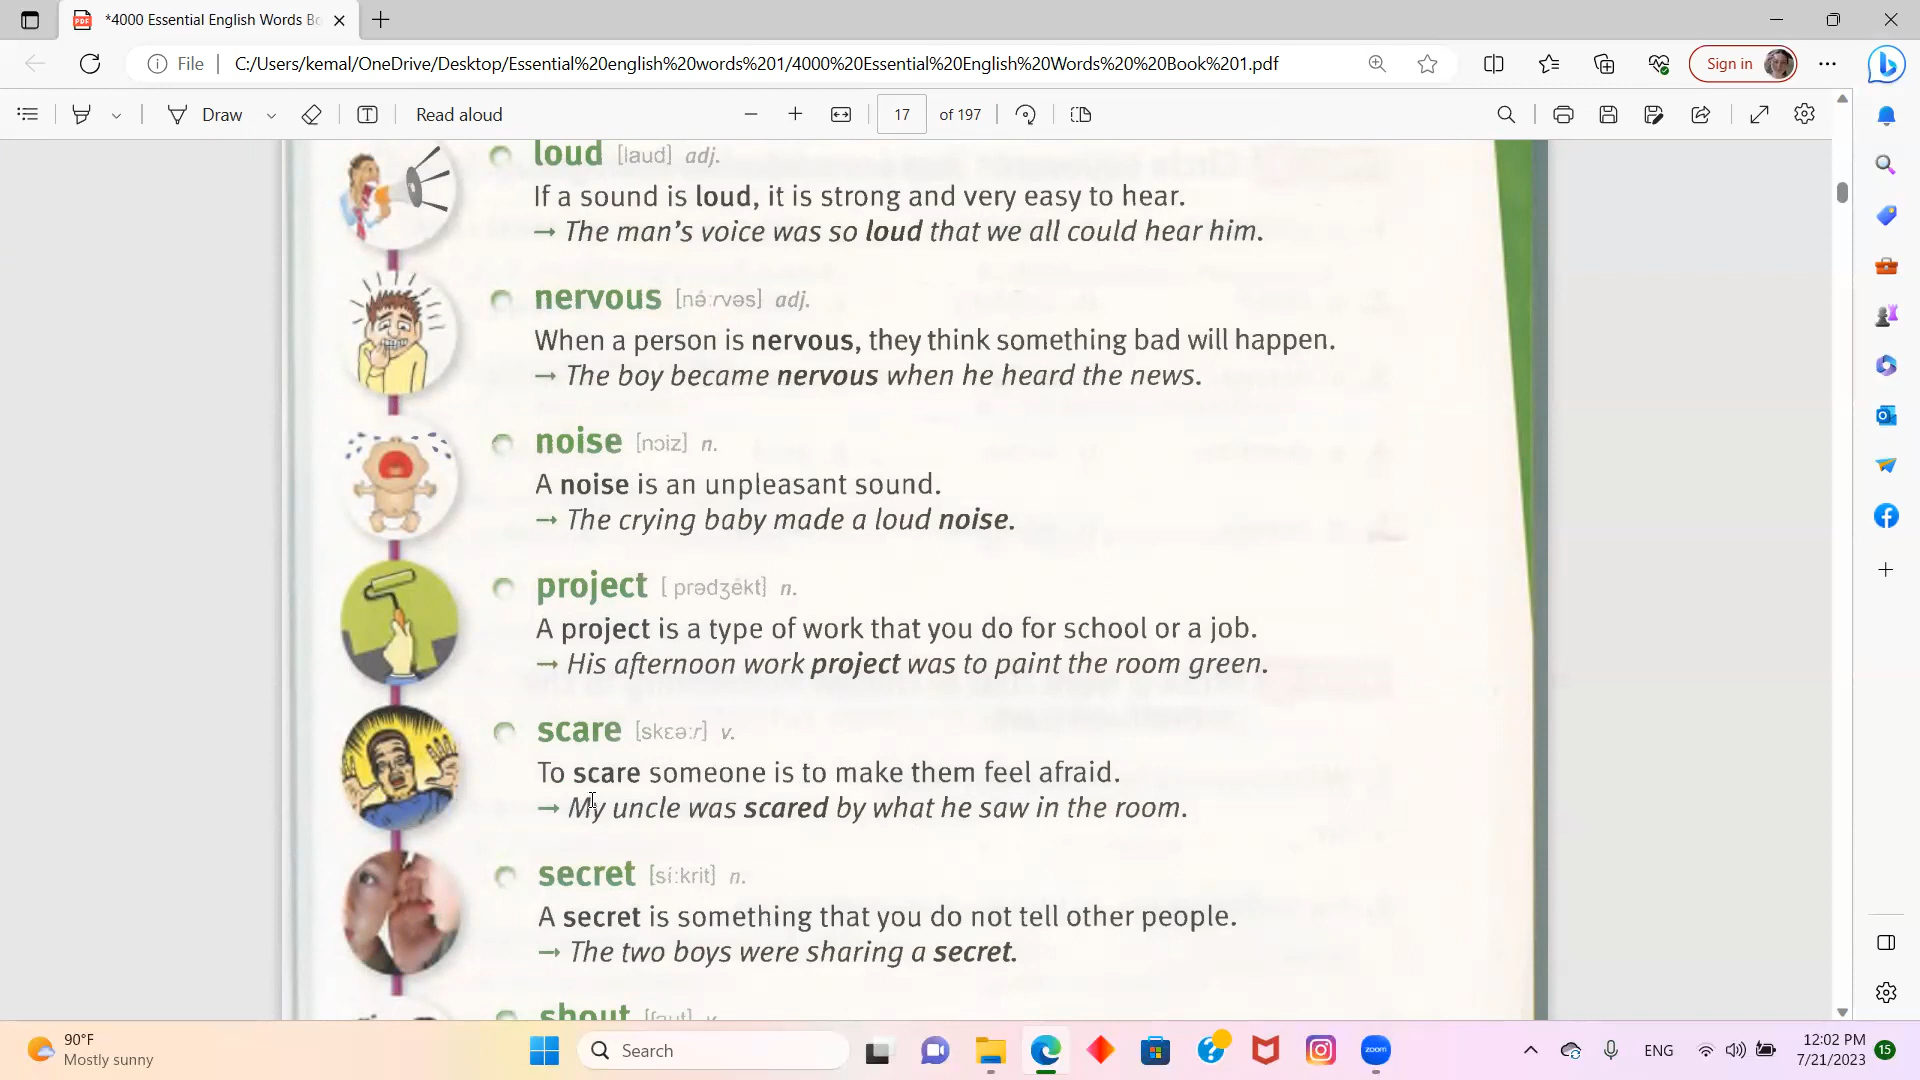 *4000 Essential English Words Bo
File
C:/Users/kemal/OneDrive/Desktop/Essential%20english%20words%201/4000%20Essential%20English%20Words%20%20Book%201.pdf
Sign in
Draw
Read aloud
17 of 197
loud [laud] adj.
If a sound is loud, it is strong and very easy to hear.
→ The man's voice was so loud that we all could hear him.
nervous [nə́ːrvəs] adj.
When a person is nervous, they think something bad will happen.
→ The boy became nervous when he heard the news.
noise [nɔiz] n.
A noise is an unpleasant sound.
→ The crying baby made a loud noise.
project [ prədʒékt] n.
A project is a type of work that you do for school or a job.
→ His afternoon work project was to paint the room green.
scare [skɛəːr] v.
To scare someone is to make them feel afraid.
→ My uncle was scared by what he saw in the room.
secret [síːkrit] n.
A secret is something that you do not tell other people.
→ The two boys were sharing a secret.
shout [ʃaut] v.
90°F
Mostly sunny
Search
zoom
ENG
12:02 PM
7/21/2023
15